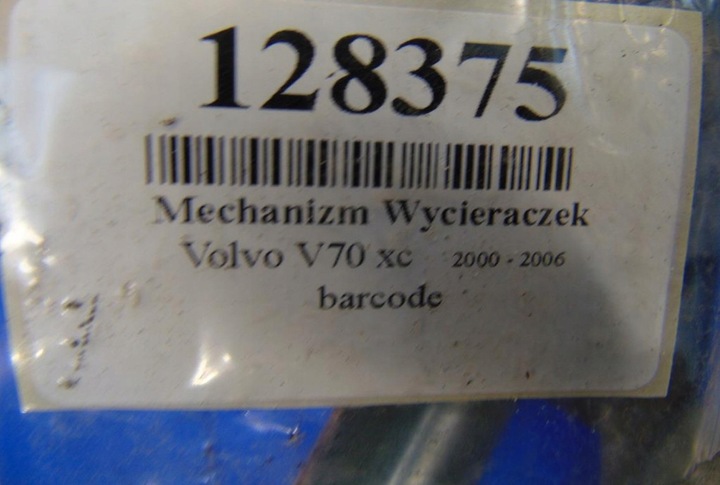 128375
Mechanizm Wycieraczek
Volvo V70 xc 2000 - 2006
barcode